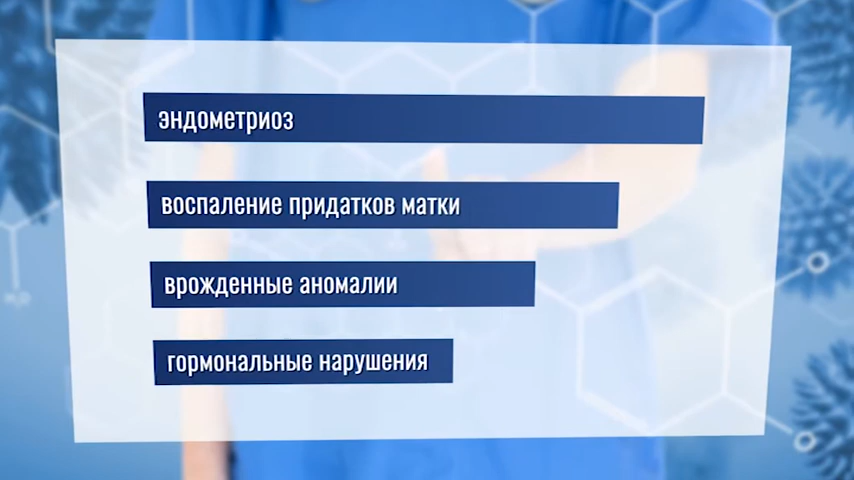 эндометриоз
воспаление придатков матки
врожденные аномалии
гормональные нарушения